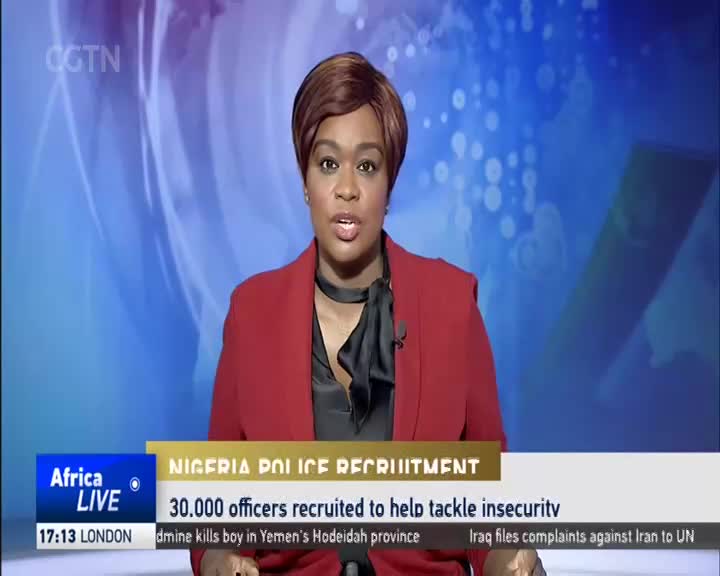 CGTN
NIGERIA POLICE RECRUITMENT
Africa
LIVE
30.000 officers recruited to help tackle insecurity
17:13 LONDON
dmine kills boy in Yemen's Hodeidah province Iraq files complaints against Iran to UN